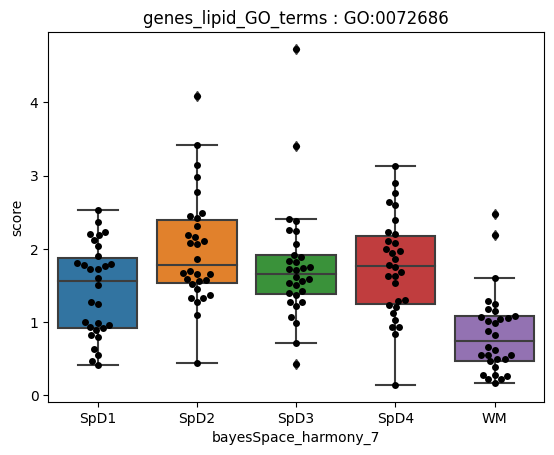 genes_lipid_GO_terms : GO:0072686
score
4
3
2
1
0
SpD1 SpD2 SpD3 SpD4 WM
bayesSpace_harmony_7